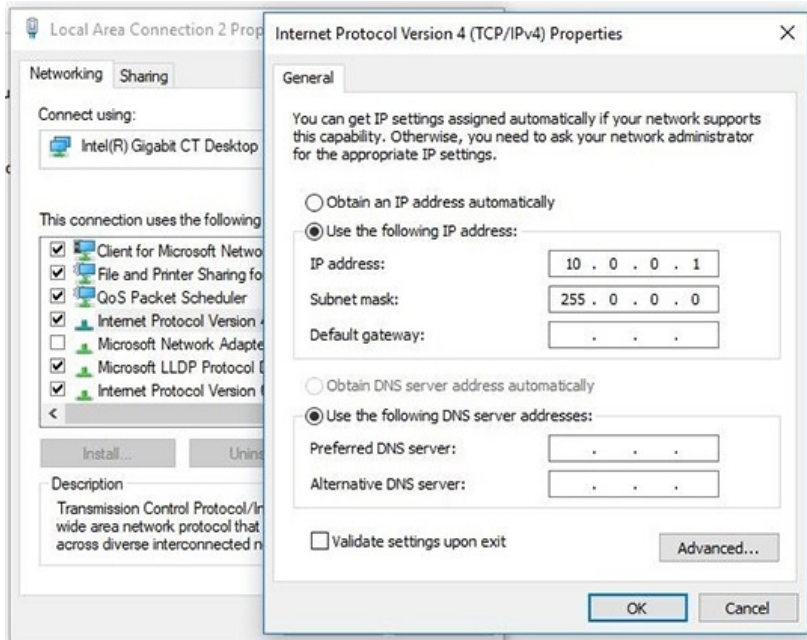 Local Area Connection 2 Prop
Networking
Sharing
Connect using:
Intel(R) Gigabit CT Desktop
This connection uses the following
Client for Microsoft Netwo
File and Printer Sharing fo
QoS Packet Scheduler
Internet Protocol Version 4
Microsoft Network Adapte
Microsoft LLDP Protocol D
Internet Protocol Version 6
Install...
Unins
Description
Transmission Control Protocol/In
wide area network protocol that
across diverse interconnected n
Internet Protocol Version 4 (TCP/IPv4) Properties
General
You can get IP settings assigned automatically if your network supports
this capability. Otherwise, you need to ask your network administrator
for the appropriate IP settings.
Obtain an IP address automatically
Use the following IP address:
IP address: 10 . 0 . 0 . 1
Subnet mask: 255 . 0 . 0 . 0
Default gateway: . . .
Obtain DNS server address automatically
Use the following DNS server addresses:
Preferred DNS server: . . .
Alternative DNS server: . . .
Validate settings upon exit
Advanced...
OK
Cancel